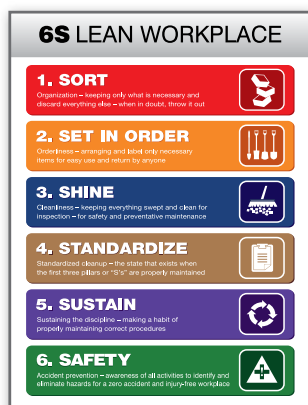 6S LEAN WORKPLACE
1. SORT
Organization – keeping only what is necessary and
discard everything else – when in doubt, throw it out
2. SET IN ORDER
Orderliness – arranging and label only necessary
items for easy use and return by anyone
3. SHINE
Cleanliness – keeping everything swept and clean for
inspection – for safety and preventative maintenance
4. STANDARDIZE
Standardized cleanup – the state that exists when
the first three pillars or "S's" are properly maintained
5. SUSTAIN
Sustaining the discipline – making a habit of
properly maintaining correct procedures
6. SAFETY
Accident prevention – awareness of all activities to identify and
eliminate hazards for a zero accident and injury-free workplace